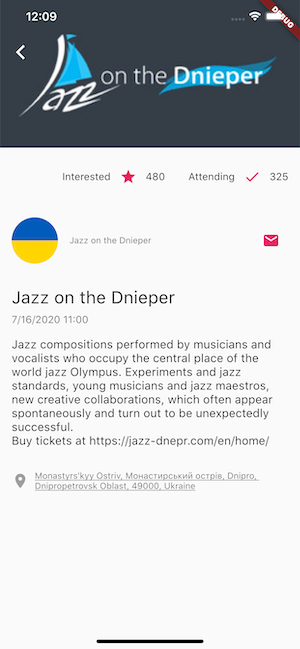 12:09
DEBUG
Jazz on the Dnieper
Interested 480 Attending 325
Jazz on the Dnieper
Jazz on the Dnieper
7/16/2020 11:00
Jazz compositions performed by musicians and
vocalists who occupy the central place of the
world jazz Olympus. Experiments and jazz
standards, young musicians and jazz maestros,
new creative collaborations, which often appear
spontaneously and turn out to be unexpectedly
successful.
Buy tickets at https://jazz-dnepr.com/en/home/
Monastyrs'kyy Ostriv, Монастирський острів, Dnipro,
Dnipropetrovsk Oblast, 49000, Ukraine